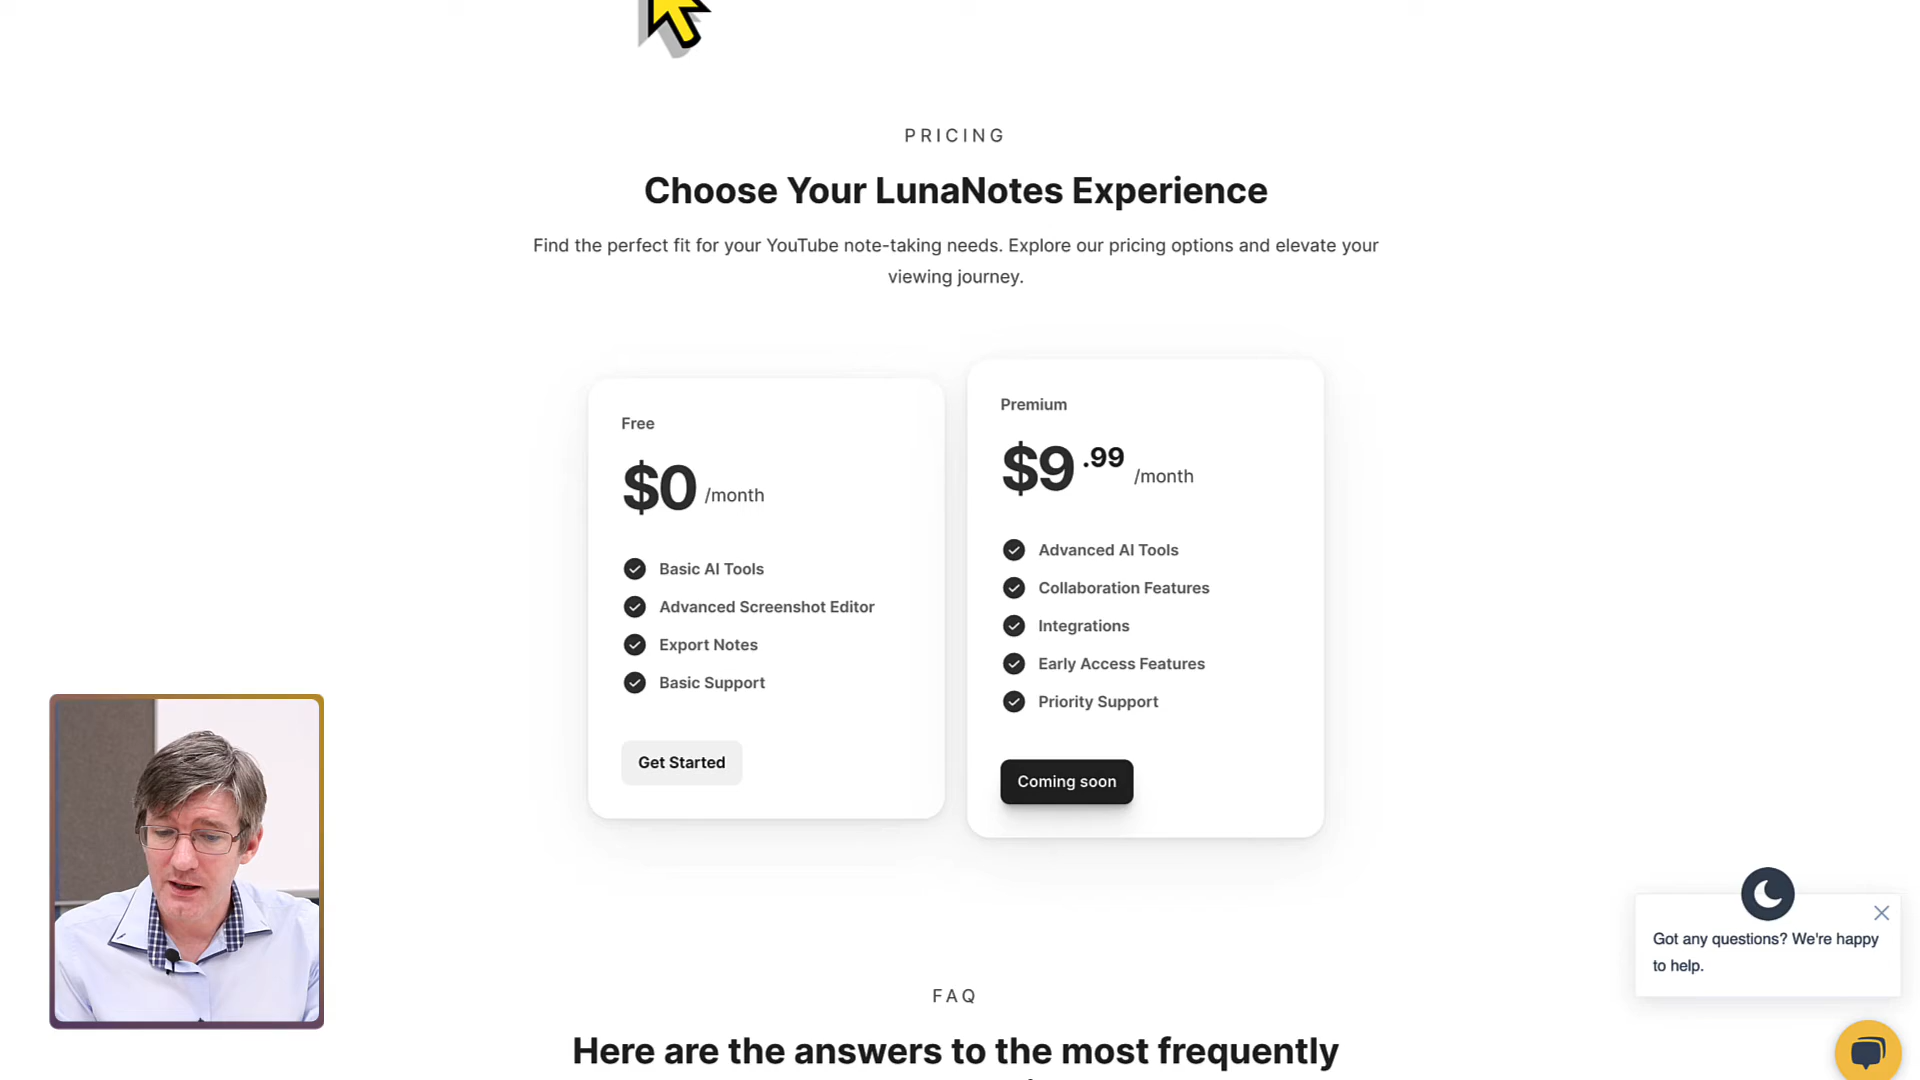 PRICING
Choose Your LunaNotes Experience
Find the perfect fit for your YouTube note-taking needs. Explore our pricing options and elevate your
viewing journey.
Free
$0 /month
Basic AI Tools
Advanced Screenshot Editor
Export Notes
Basic Support
Get Started
Premium
$9.99 /month
Advanced AI Tools
Collaboration Features
Integrations
Early Access Features
Priority Support
Coming soon
Got any questions? We're happy
to help.
FAQ
Here are the answers to the most frequently